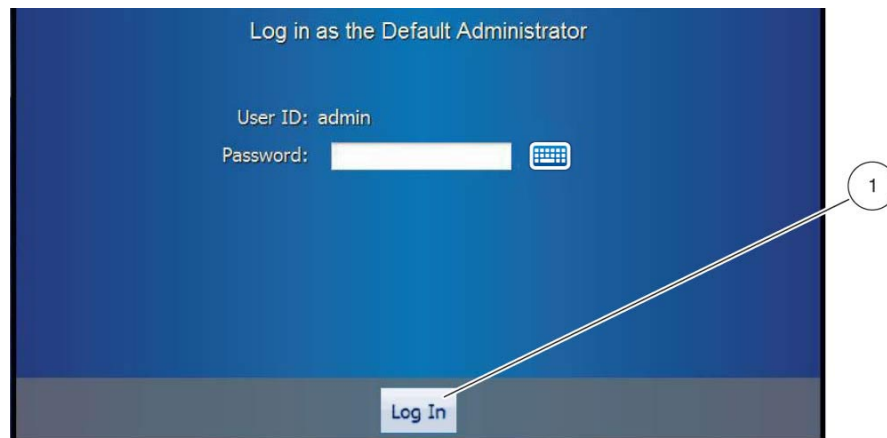 Log in as the Default Administrator
User ID: admin
Password:
1
Log In